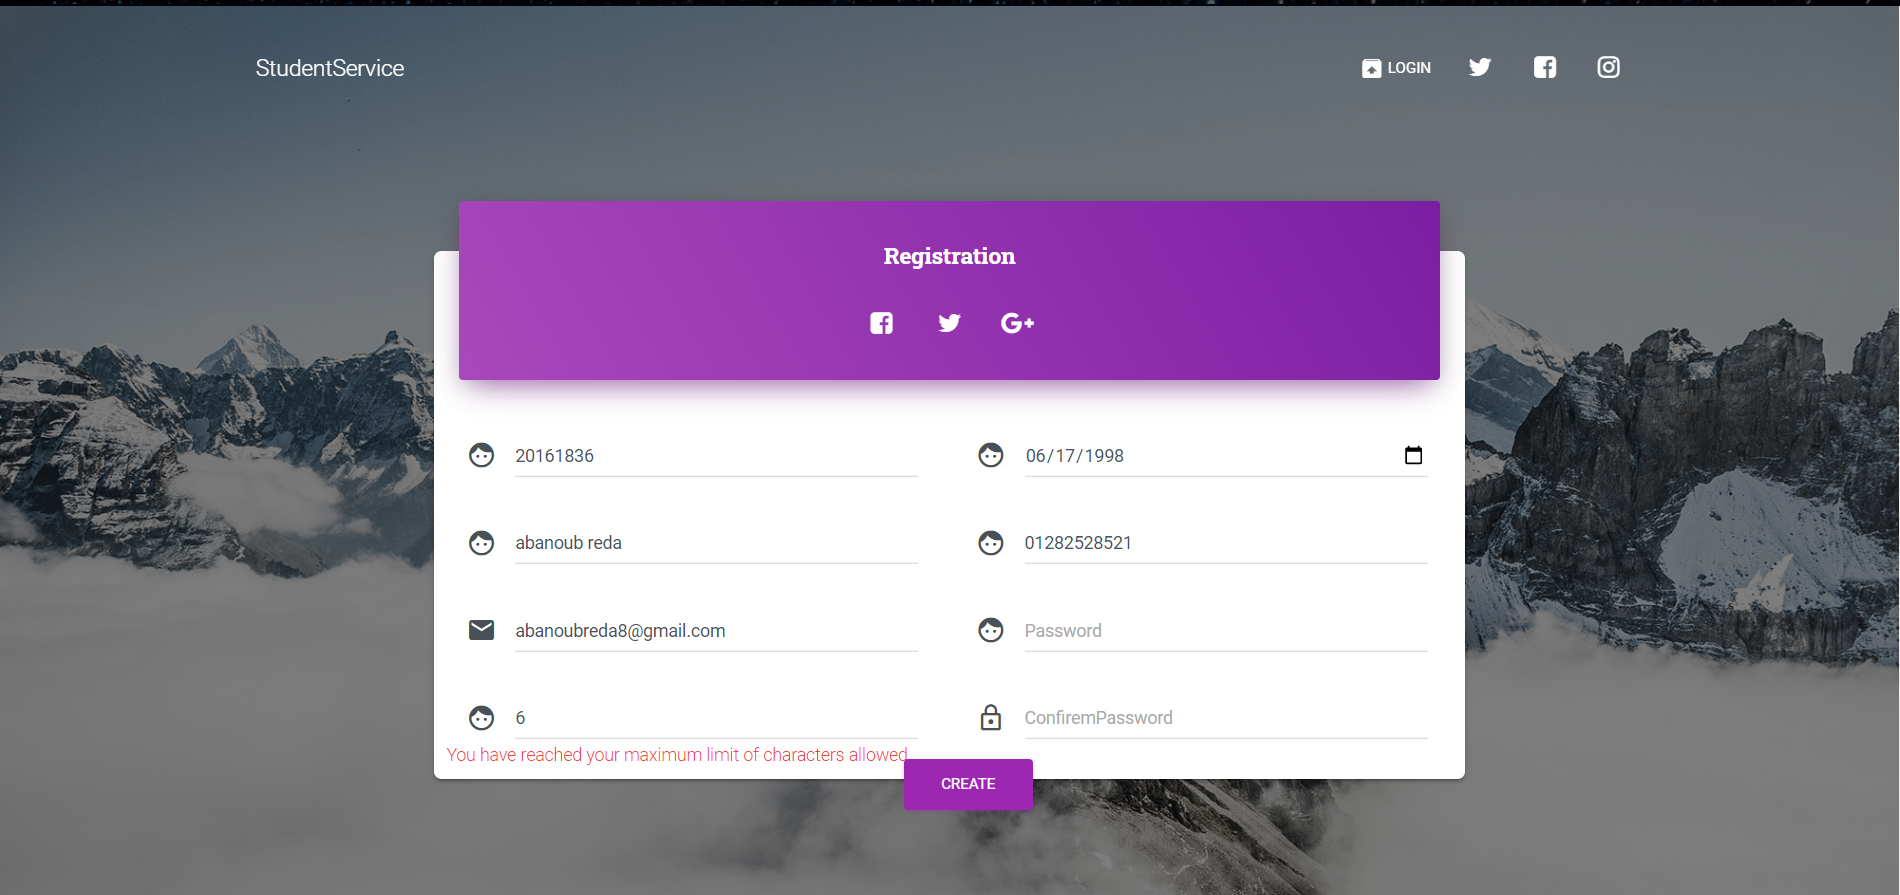 StudentService
LOGIN
Registration
20161836
06/17/1998
abanoub reda
01282528521
abanoubreda8@gmail.com
Password
6
ConfiremPassword
You have reached your maximum limit of characters allowed
CREATE